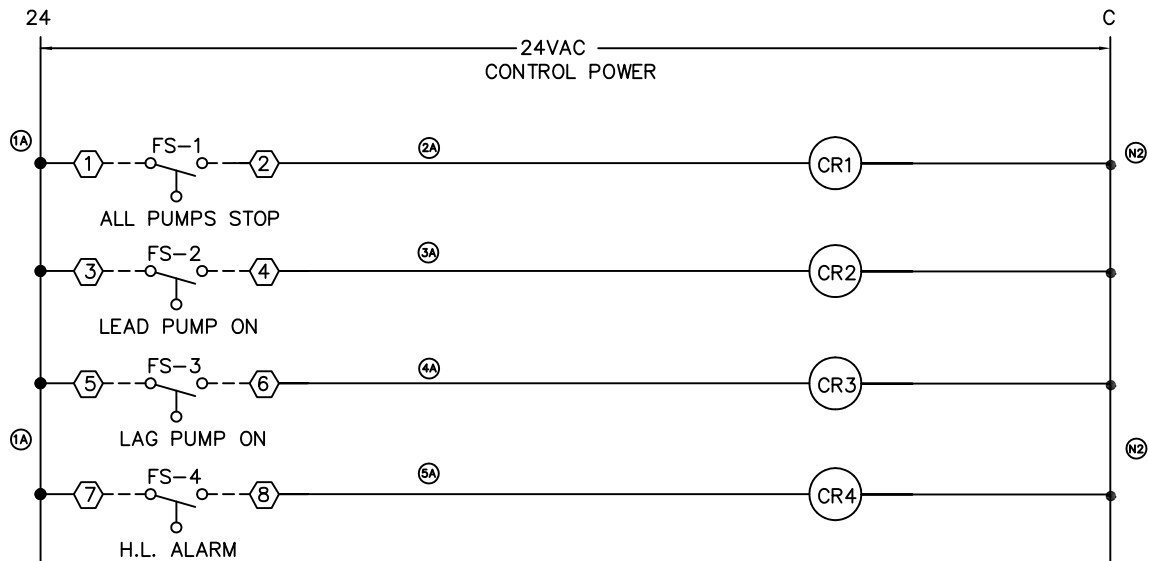 24 C
24VAC
CONTROL POWER
1A FS-1 2A N2
1 2 CR1
ALL PUMPS STOP
FS-2 3A
3 4 CR2
LEAD PUMP ON
FS-3 4A
5 6 CR3
1A LAG PUMP ON N2
FS-4 5A
7 8 CR4
H.L. ALARM